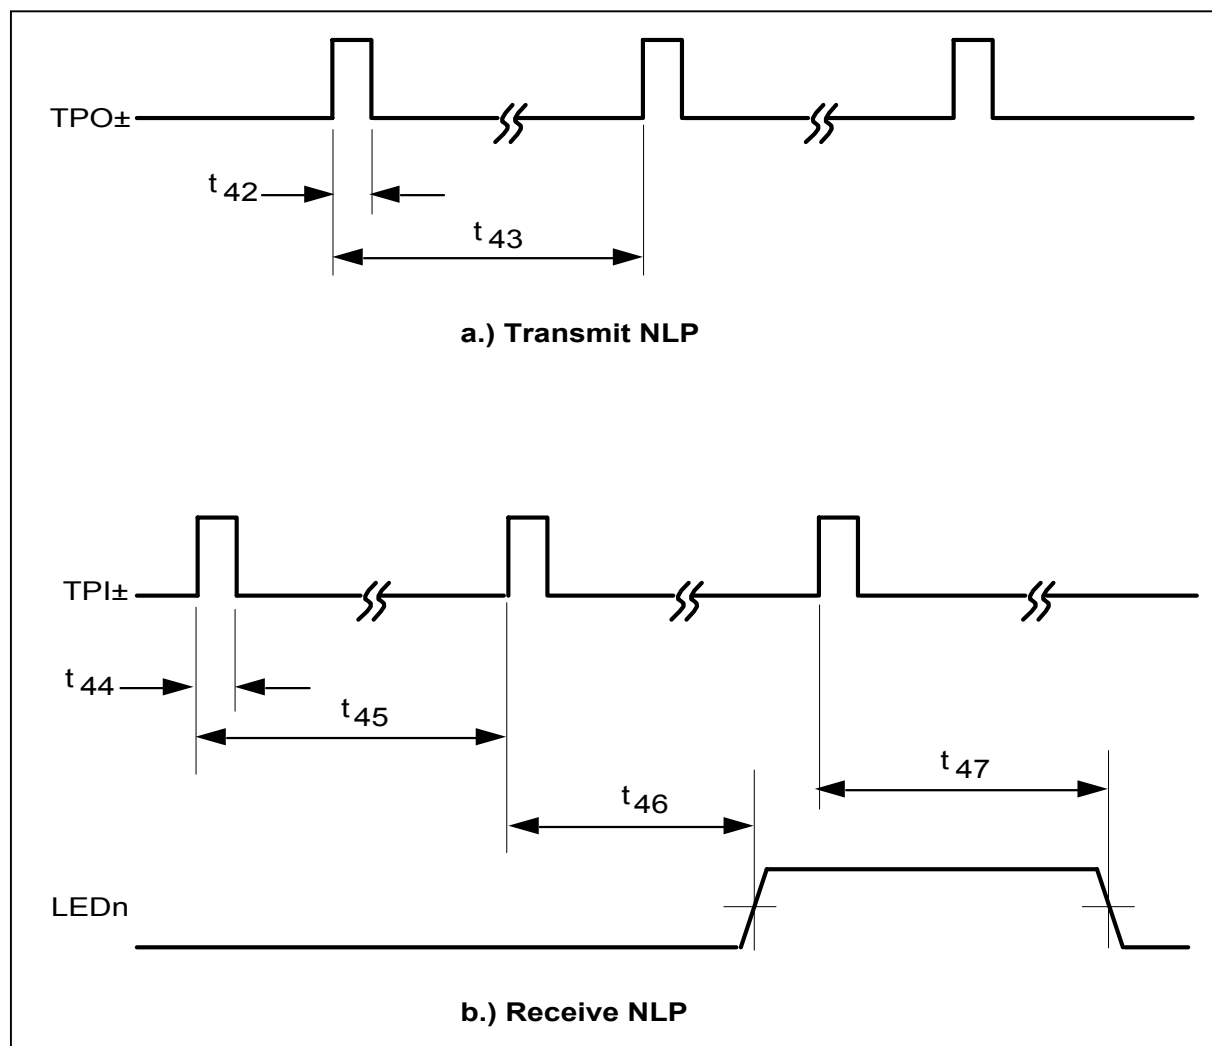 TPO±
t 42
t 43
a.) Transmit NLP
TPI±
t 44
t 45
t 47
t 46
LEDn
b.) Receive NLP